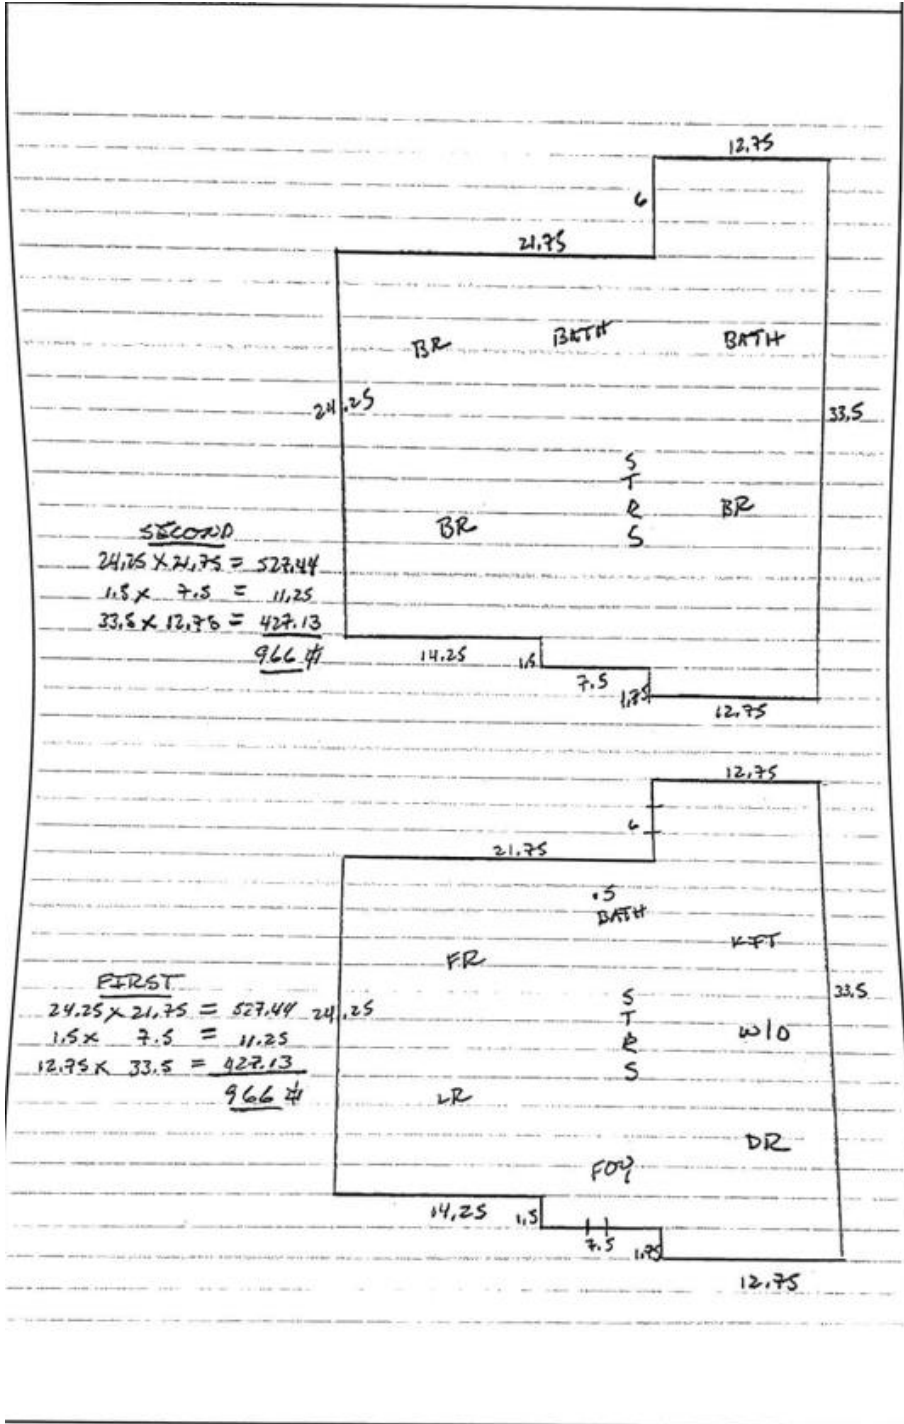 12.75
6
21.75
BR BATH BATH
24.25 33.5
S
T
R
S
BR BR
SECOND
24.25 x 21.75 = 527.44
1.5 x 7.5 = 11.25
33.5 x 12.75 = 427.13
966 #
14.25 1.5
7.5 1.75
12.75
12.75
6
21.75
.5
BATH
FR KIT
FIRST
24.25 x 21.75 = 527.44
1.5 x 7.5 = 11.25
12.75 x 33.5 = 427.13
966 #
24.25 33.5
S
T
R
S
W/D
LR
DR
FOY
14.25 1.5
7.5 1.75
12.75